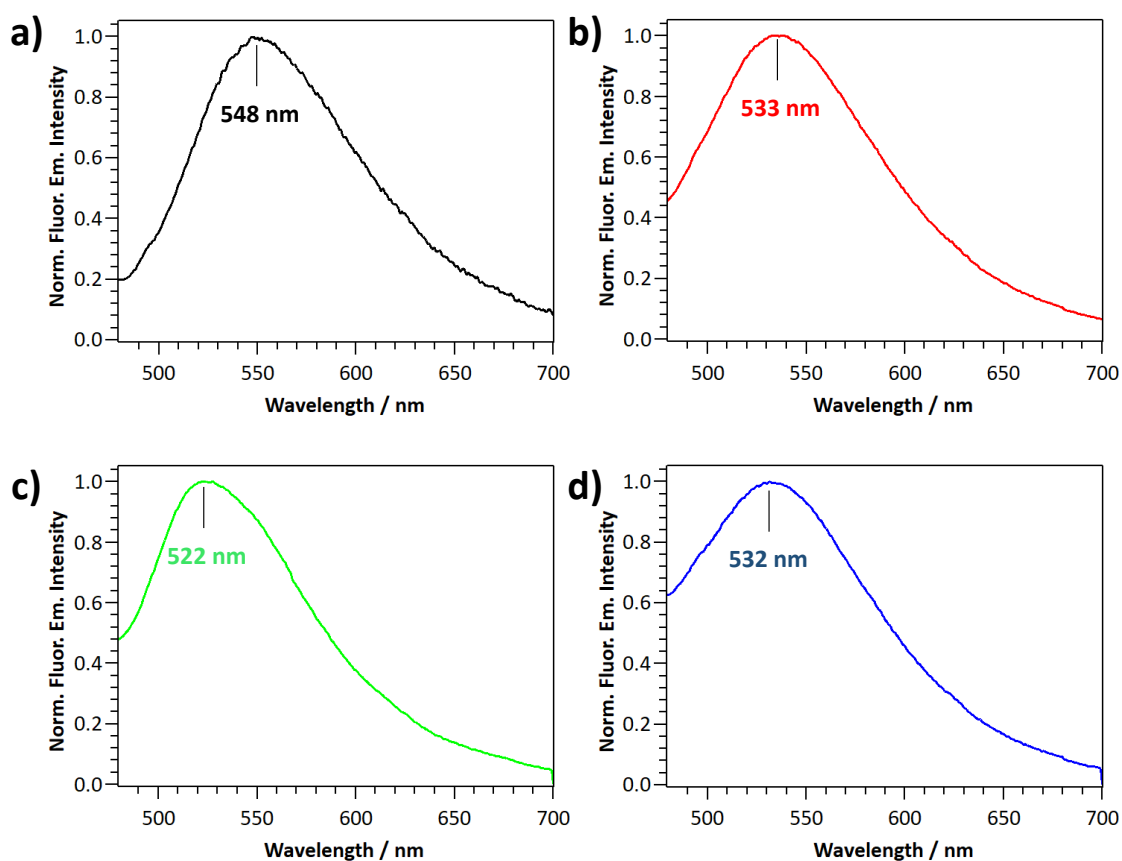 a)
Norm. Fluor. Em. Intensity
1.0
0.8
0.6
0.4
0.2
0.0
548 nm
500 550 600 650 700
Wavelength / nm
b)
Norm. Fluor. Em. Intensity
1.0
0.8
0.6
0.4
0.2
0.0
533 nm
500 550 600 650 700
Wavelength / nm
c)
Norm. Fluor. Em. Intensity
1.0
0.8
0.6
0.4
0.2
0.0
522 nm
500 550 600 650 700
Wavelength / nm
d)
Norm. Fluor. Em. Intensity
1.0
0.8
0.6
0.4
0.2
0.0
532 nm
500 550 600 650 700
Wavelength / nm